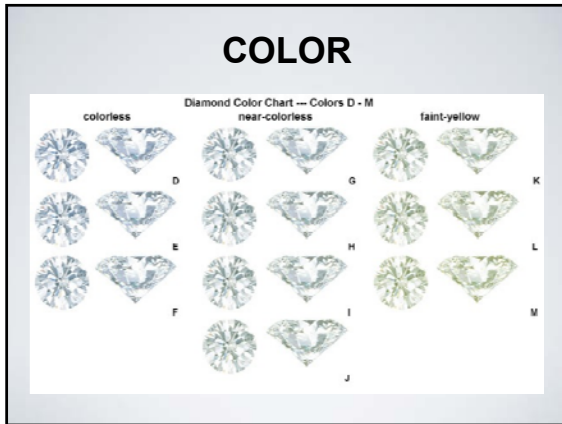 COLOR
Diamond Color Chart --- Colors D - M
colorless near-colorless faint-yellow
D G K
E H L
F I M
J